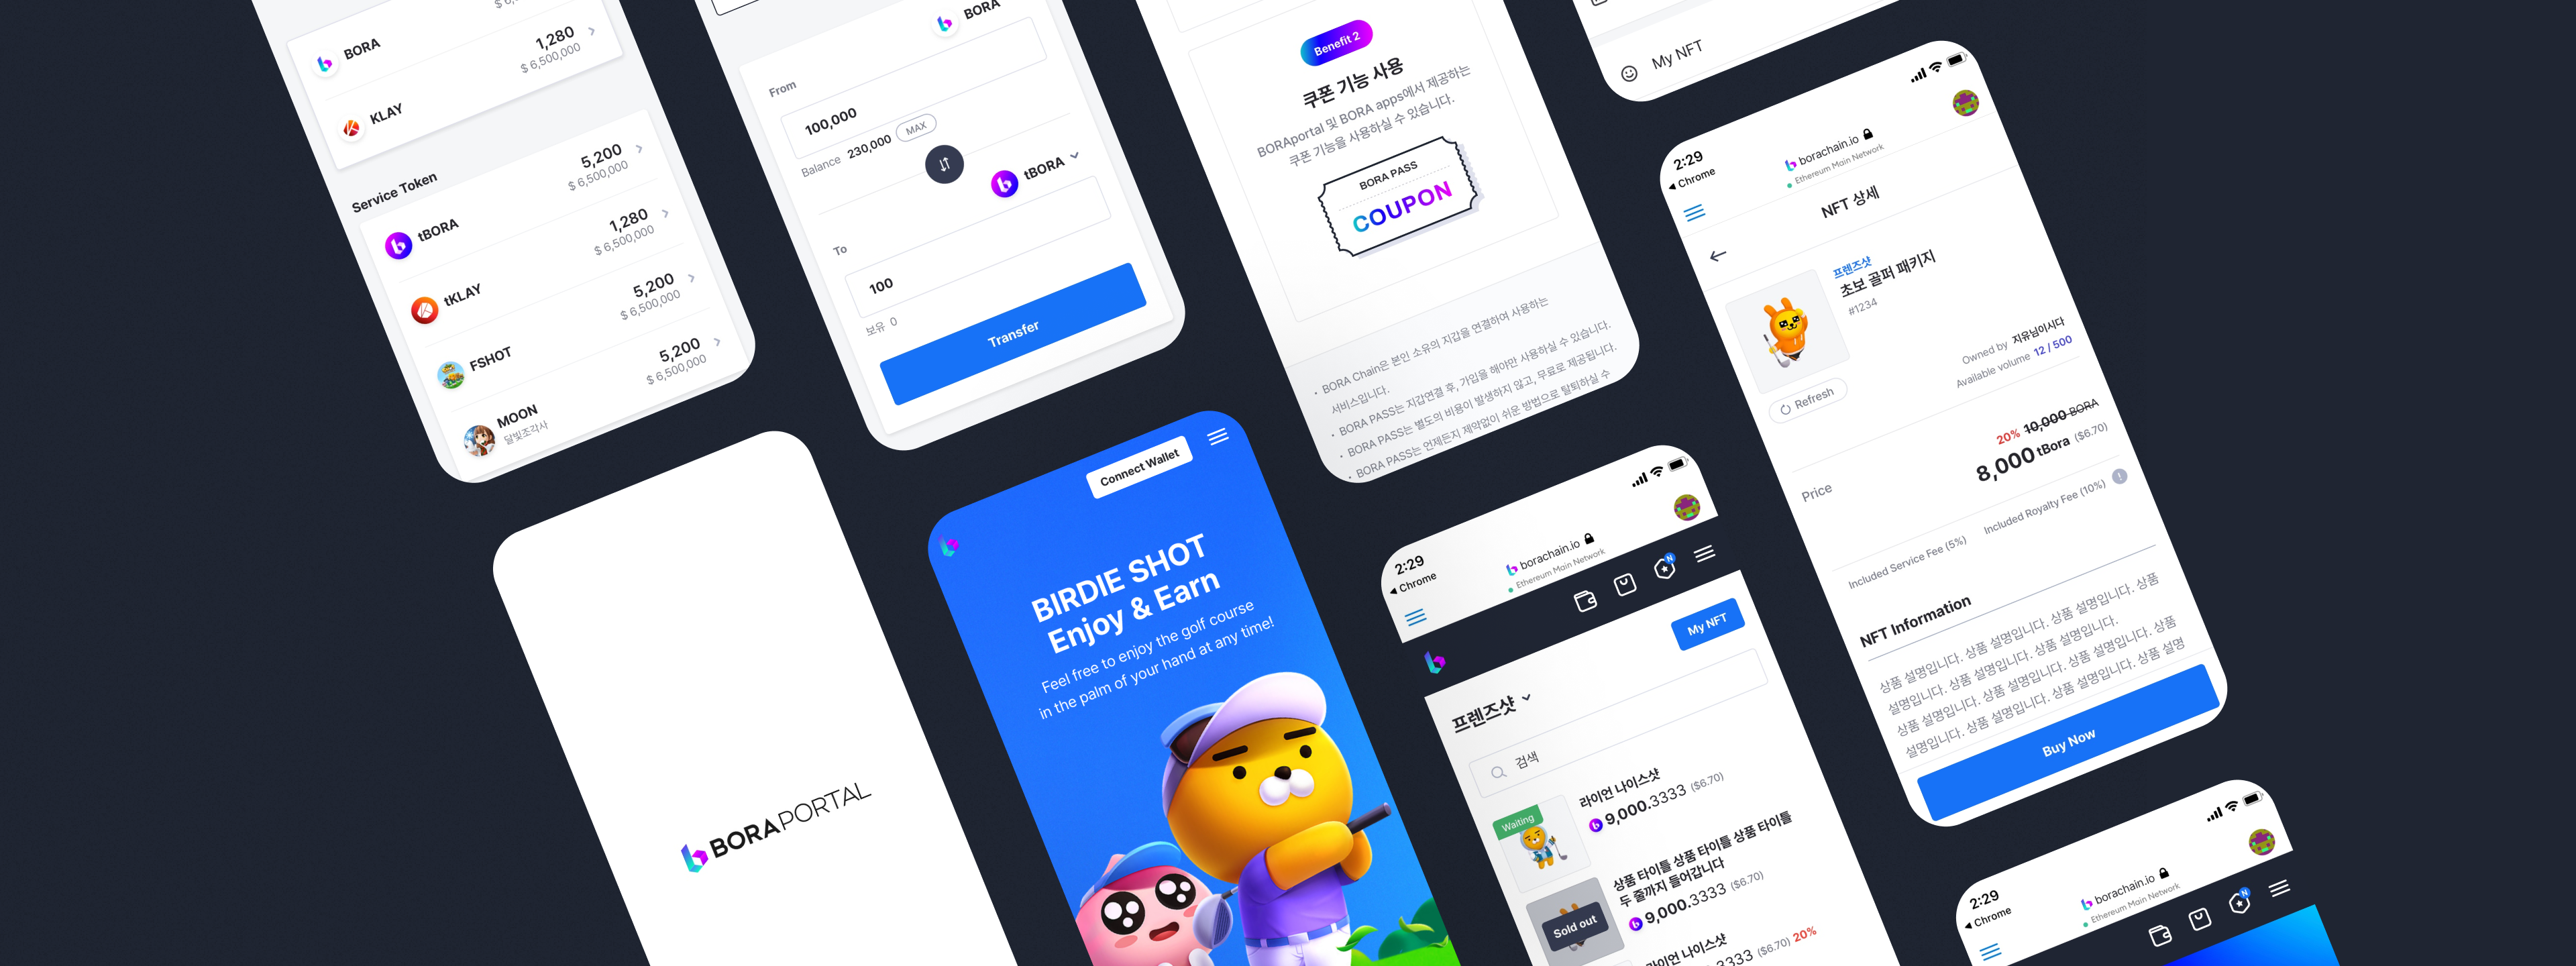 BORA
1,280
$ 6,500,000
KLAY
Service Token
tBORA
5,200
$ 6,500,000
tKLAY
1,280
$ 6,500,000
FSHOT
5,200
$ 6,500,000
MOON
달빛조각사
5,200
$ 6,500,000
BORA
From
100,000
Balance 230,000 MAX
tBORA
To
100
보유 0
Transfer
Benefit 2
쿠폰 기능 사용
BORAportal 및 BORA apps에서 제공하는
쿠폰 기능을 사용하실 수 있습니다.
BORA PASS
COUPON
• BORA Chain은 본인 소유의 지갑을 연결하여 사용하는
서비스입니다.
• BORA PASS는 지갑연결 후, 가입을 해야만 사용하실 수 있습니다.
• BORA PASS는 별도의 비용이 발생하지 않고, 무료로 제공됩니다.
• BORA PASS는 언제든지 제약없이 쉬운 방법으로 탈퇴하실 수
My NFT
2:29
◀ Chrome
borachain.io
Ethereum Main Network
NFT 상세
프렌즈샷
초보 골퍼 패키지
#1234
Refresh
Owned by 지유님이시다
Available volume 12 / 500
Price
20% 10,000 BORA
8,000 tBora ($6.70)
Included Service Fee (5%) Included Royalty Fee (10%)
NFT Information
상품 설명입니다. 상품 설명입니다. 상품
설명입니다. 상품 설명입니다. 상품 설명입니다.
상품 설명입니다. 상품 설명입니다. 상품
설명입니다. 상품 설명입니다. 상품 설명
Buy Now
BORAPORTAL
Connect Wallet
BIRDIE SHOT
Enjoy & Earn
Feel free to enjoy the golf course
in the palm of your hand at any time!
2:29
◀ Chrome
borachain.io
Ethereum Main Network
N
My NFT
프렌즈샷
검색
Waiting
라이언 나이스샷
9,000.3333 ($6.70)
Sold out
상품 타이틀 상품 타이틀 상품 타이틀
두 줄까지 들어갑니다
9,000.3333 ($6.70)
라이언 나이스샷
.3333 ($6.70) 20%
2:29
◀ Chrome
borachain.io
Ethereum Main Network
N